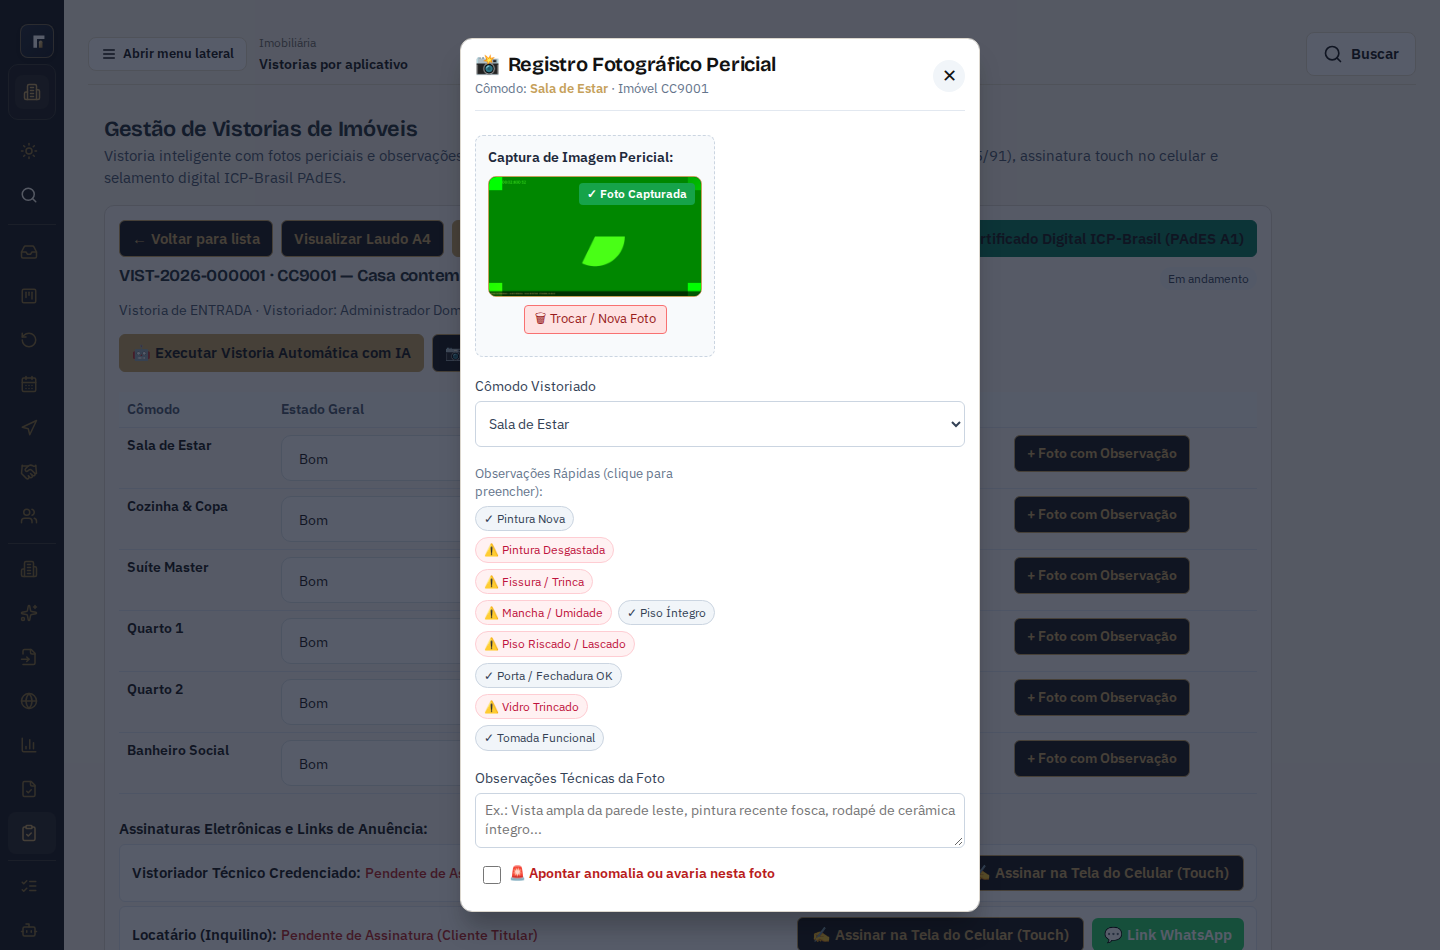 Abrir menu lateral
Imobiliária
Vistorias por aplicativo
Buscar
📸 Registro Fotográfico Pericial
Cômodo: Sala de Estar · Imóvel CC9001
✕
Captura de Imagem Pericial:
✓ Foto Capturada
🗑 Trocar / Nova Foto
Cômodo Vistoriado
Sala de Estar
Observações Rápidas (clique para
preencher):
✓ Pintura Nova
⚠️ Pintura Desgastada
⚠️ Fissura / Trinca
⚠️ Mancha / Umidade
✓ Piso Íntegro
⚠️ Piso Riscado / Lascado
✓ Porta / Fechadura OK
⚠️ Vidro Trincado
✓ Tomada Funcional
Observações Técnicas da Foto
Ex.: Vista ampla da parede leste, pintura recente fosca, rodapé de cerâmica
íntegro...
🚨 Apontar anomalia ou avaria nesta foto
Gestão de Vistorias de Imóveis
Vistoria inteligente com fotos periciais e observações /91), assinatura touch no celular e
selamento digital ICP-Brasil PAdES.
← Voltar para lista
Visualizar Laudo A4
Digital ICP-Brasil (PAdES A1)
VIST-2026-000001 · CC9001 — Casa contem
Em andamento
Vistoria de ENTRADA · Vistoriador: Administrador Dom
🤖 Executar Vistoria Automática com IA
Cômodo Estado Geral
Sala de Estar Bom + Foto com Observação
Cozinha & Copa Bom + Foto com Observação
Suíte Master Bom + Foto com Observação
Quarto 1 Bom + Foto com Observação
Quarto 2 Bom + Foto com Observação
Banheiro Social Bom + Foto com Observação
Assinaturas Eletrônicas e Links de Anuência:
Vistoriador Técnico Credenciado: Pendente de As
✍️ Assinar na Tela do Celular (Touch)
Locatário (Inquilino): Pendente de Assinatura (Cliente Titular)
✍️ Assinar na Tela do Celular (Touch)
💬 Link WhatsApp